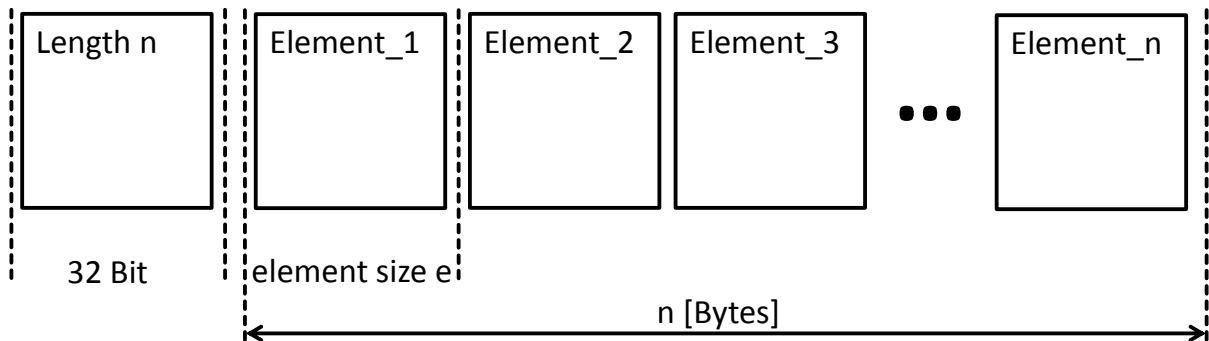 Length n
Element_1
Element_2
Element_3
Element_n
...
32 Bit
element size e
n [Bytes]